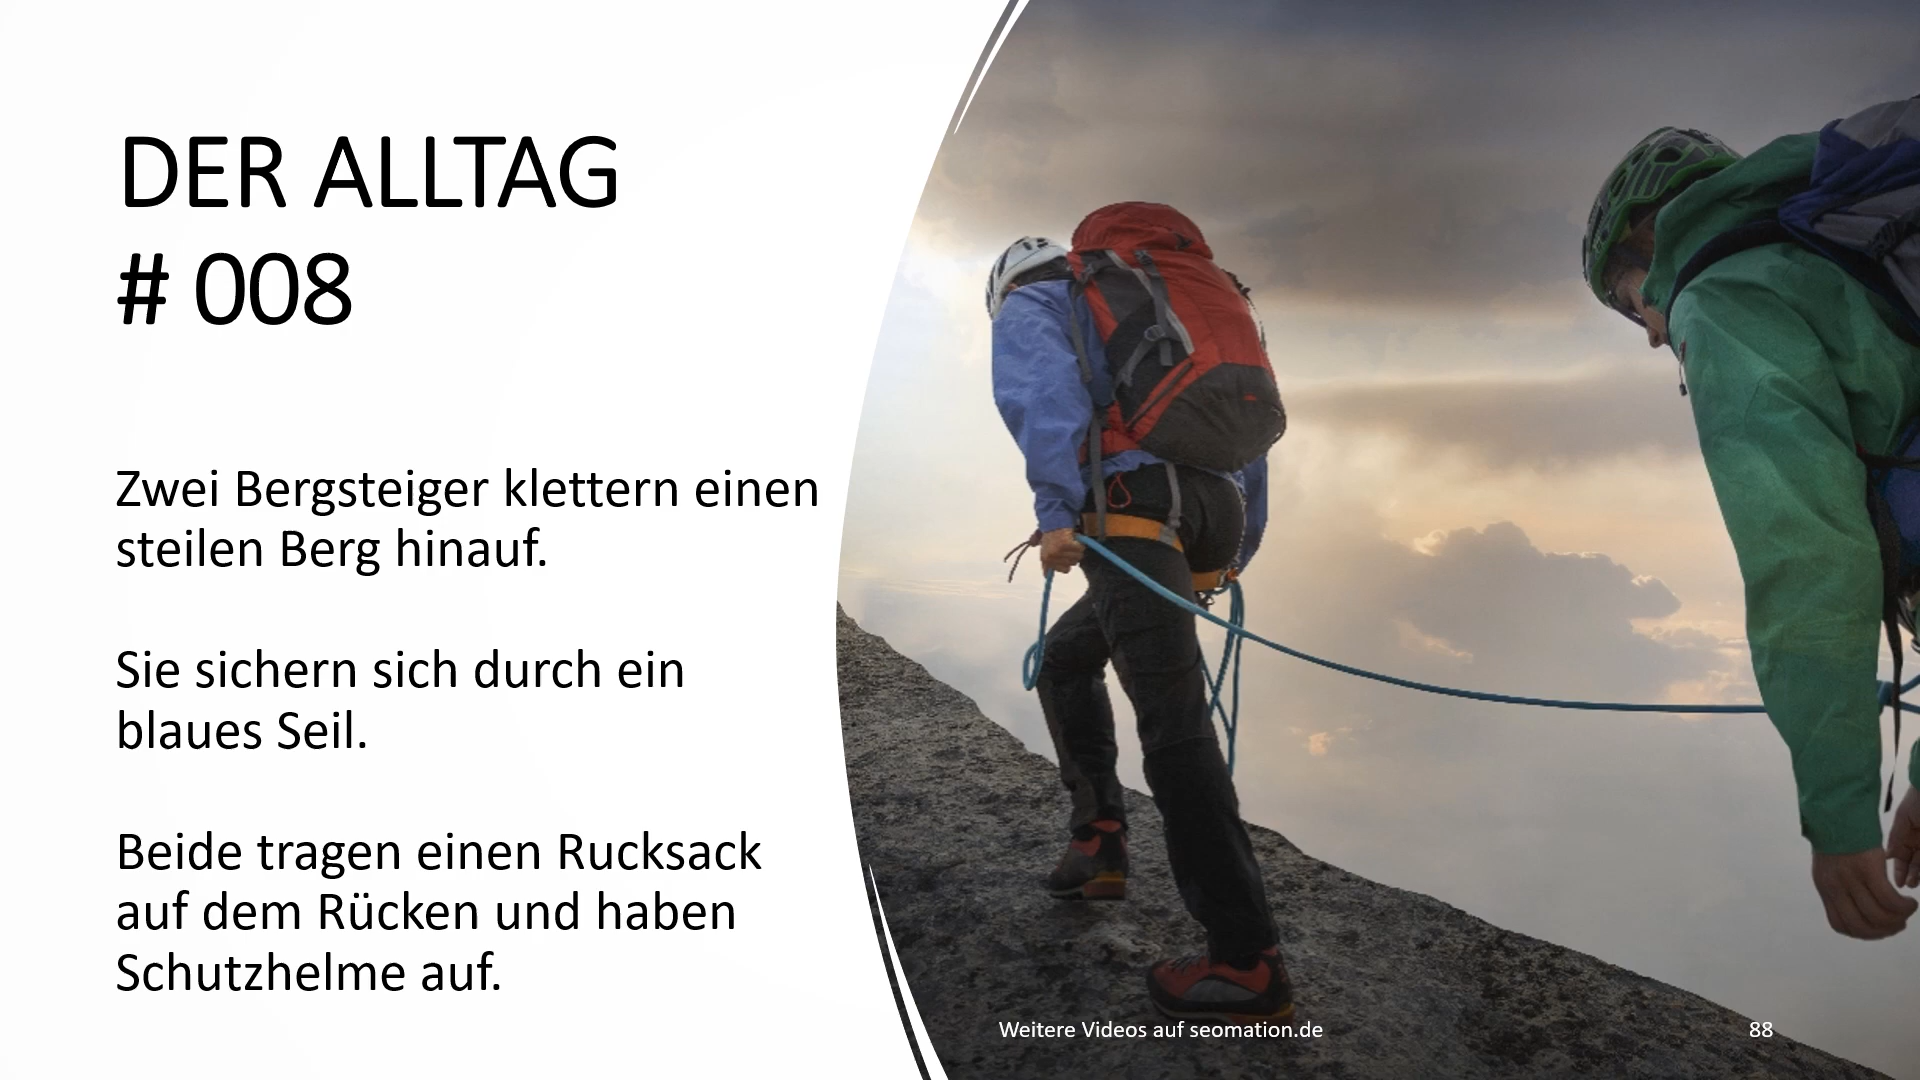 DER ALLTAG
# 008
Zwei Bergsteiger klettern einen
steilen Berg hinauf.
Sie sichern sich durch ein
blaues Seil.
Beide tragen einen Rucksack
auf dem Rücken und haben
Schutzhelme auf.
Weitere Videos auf seomation.de
88